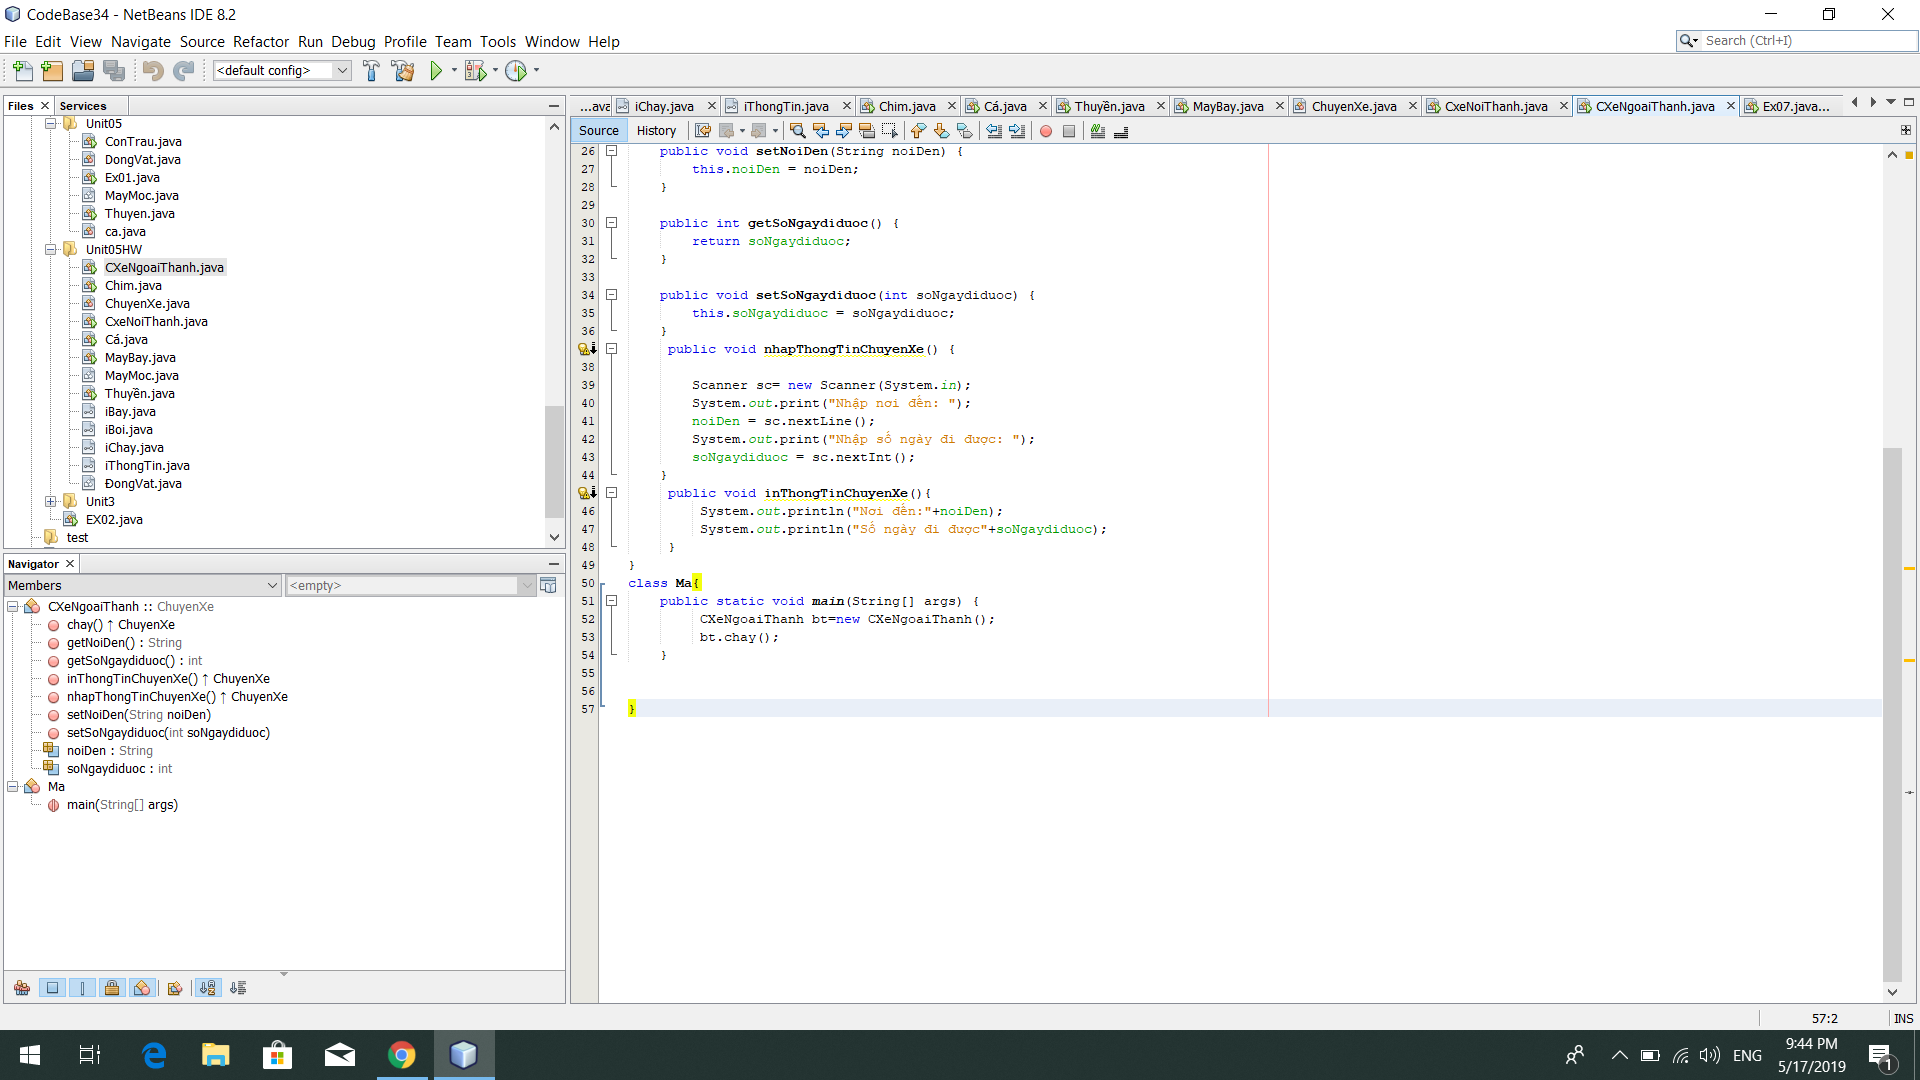 CodeBase34 - NetBeans IDE 8.2
File Edit View Navigate Source Refactor Run Debug Profile Team Tools Window Help
Search (Ctrl+I)
<default config>
Files
Services
Unit05
ConTrau.java
DongVat.java
Ex01.java
MayMoc.java
Thuyen.java
ca.java
Unit05HW
CXeNgoaiThanh.java
Chim.java
ChuyenXe.java
CxeNoiThanh.java
Cá.java
MayBay.java
MayMoc.java
Thuyền.java
iBay.java
iBoi.java
iChay.java
iThongTin.java
ĐongVat.java
Unit3
EX02.java
test
Navigator
Members
<empty>
CXeNgoaiThanh :: ChuyenXe
chay() ↑ ChuyenXe
getNoiDen() : String
getSoNgaydiduoc() : int
inThongTinChuyenXe() ↑ ChuyenXe
nhapThongTinChuyenXe() ↑ ChuyenXe
setNoiDen(String noiDen)
setSoNgaydiduoc(int soNgaydiduoc)
noiDen : String
soNgaydiduoc : int
Ma
main(String[] args)
...ava iChay.java iThongTin.java Chim.java Cá.java Thuyền.java MayBay.java ChuyenXe.java CxeNoiThanh.java CXeNgoaiThanh.java Ex07.java...
Source History
26 public void setNoiDen(String noiDen) {
27 this.noiDen = noiDen;
28 }
29
30 public int getSoNgaydiduoc() {
31 return soNgaydiduoc;
32 }
33
34 public void setSoNgaydiduoc(int soNgaydiduoc) {
35 this.soNgaydiduoc = soNgaydiduoc;
36 }
public void nhapThongTinChuyenXe() {
38
39 Scanner sc= new Scanner(System.in);
40 System.out.print("Nhập nơi đến: ");
41 noiDen = sc.nextLine();
42 System.out.print("Nhập số ngày đi được: ");
43 soNgaydiduoc = sc.nextInt();
44 }
public void inThongTinChuyenXe(){
46 System.out.println("Nơi đến:"+noiDen);
47 System.out.println("Số ngày đi được"+soNgaydiduoc);
48 }
49 }
50 class Ma{
51 public static void main(String[] args) {
52 CXeNgoaiThanh bt=new CXeNgoaiThanh();
53 bt.chay();
54 }
55
56
57 }
57:2
INS
ENG
9:44 PM
5/17/2019
1